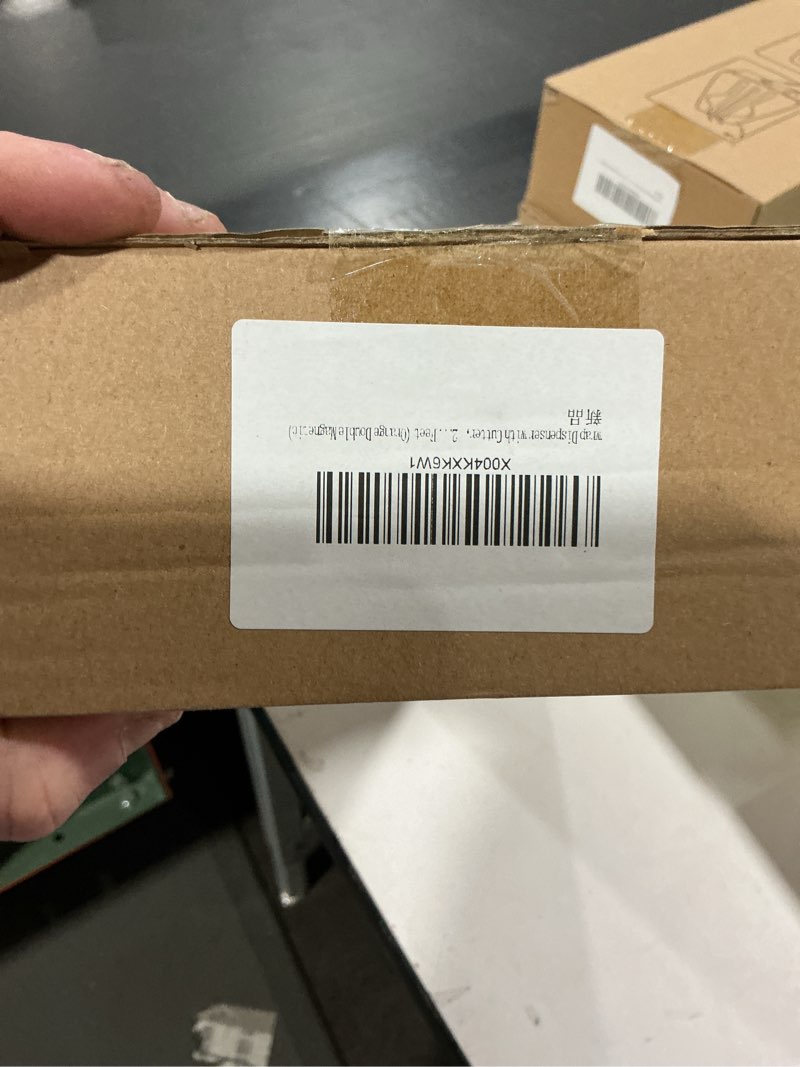 X004KXK6W1
wrap Dispenser with Cutter, 2...Feet (Orange Double Magnetic)
新品